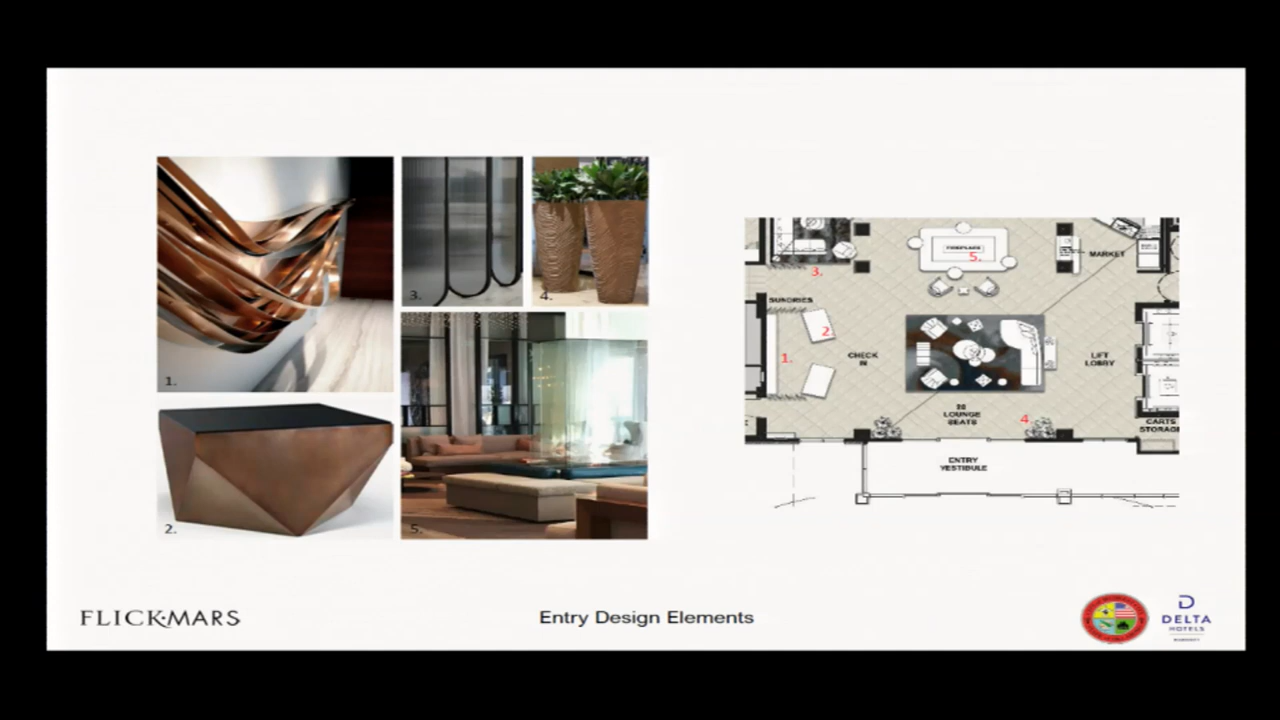 1.
3.
4.
2.
5.
FIREPLACE
5.
MARKET
3.
SUNDRIES
2.
1.
CHECK
IN
LIFT
LOBBY
20
LOUNGE
SEATS
4
CARTS
STORAGE
ENTRY
VESTIBULE
FLICK·MARS
Entry Design Elements
D
DELTA
HOTELS